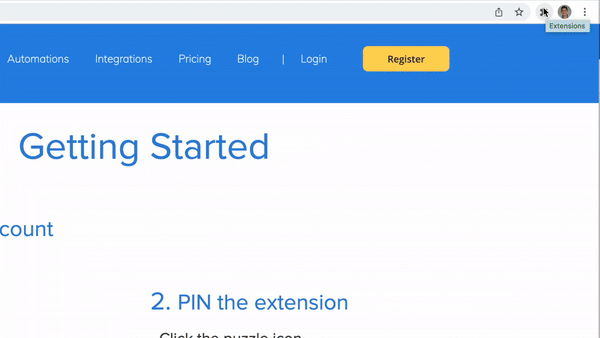 Extensions
Automations Integrations Pricing Blog | Login Register
Getting Started
count
2. PIN the extension
Click the puzzle icon